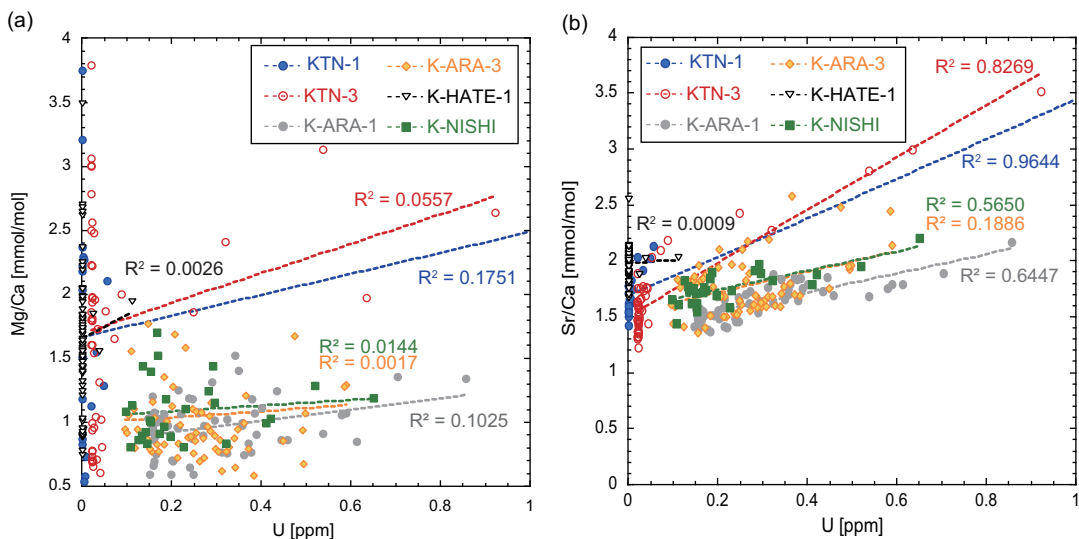 (a)
Mg/Ca [mmol/mol]
4
3.5
3
2.5
2
1.5
1
0.5
0
0.2
0.4
0.6
0.8
1
U [ppm]
KTN-1
K-ARA-3
KTN-3
K-HATE-1
K-ARA-1
K-NISHI
R² = 0.0557
R² = 0.0026
R² = 0.1751
R² = 0.0144
R² = 0.0017
R² = 0.1025
(b)
Sr/Ca [mmol/mol]
4
3.5
3
2.5
2
1.5
1
0.5
0
0
0.2
0.4
0.6
0.8
1
U [ppm]
KTN-1
K-ARA-3
KTN-3
K-HATE-1
K-ARA-1
K-NISHI
R² = 0.8269
R² = 0.9644
R² = 0.5650
R² = 0.0009
R² = 0.1886
R² = 0.6447